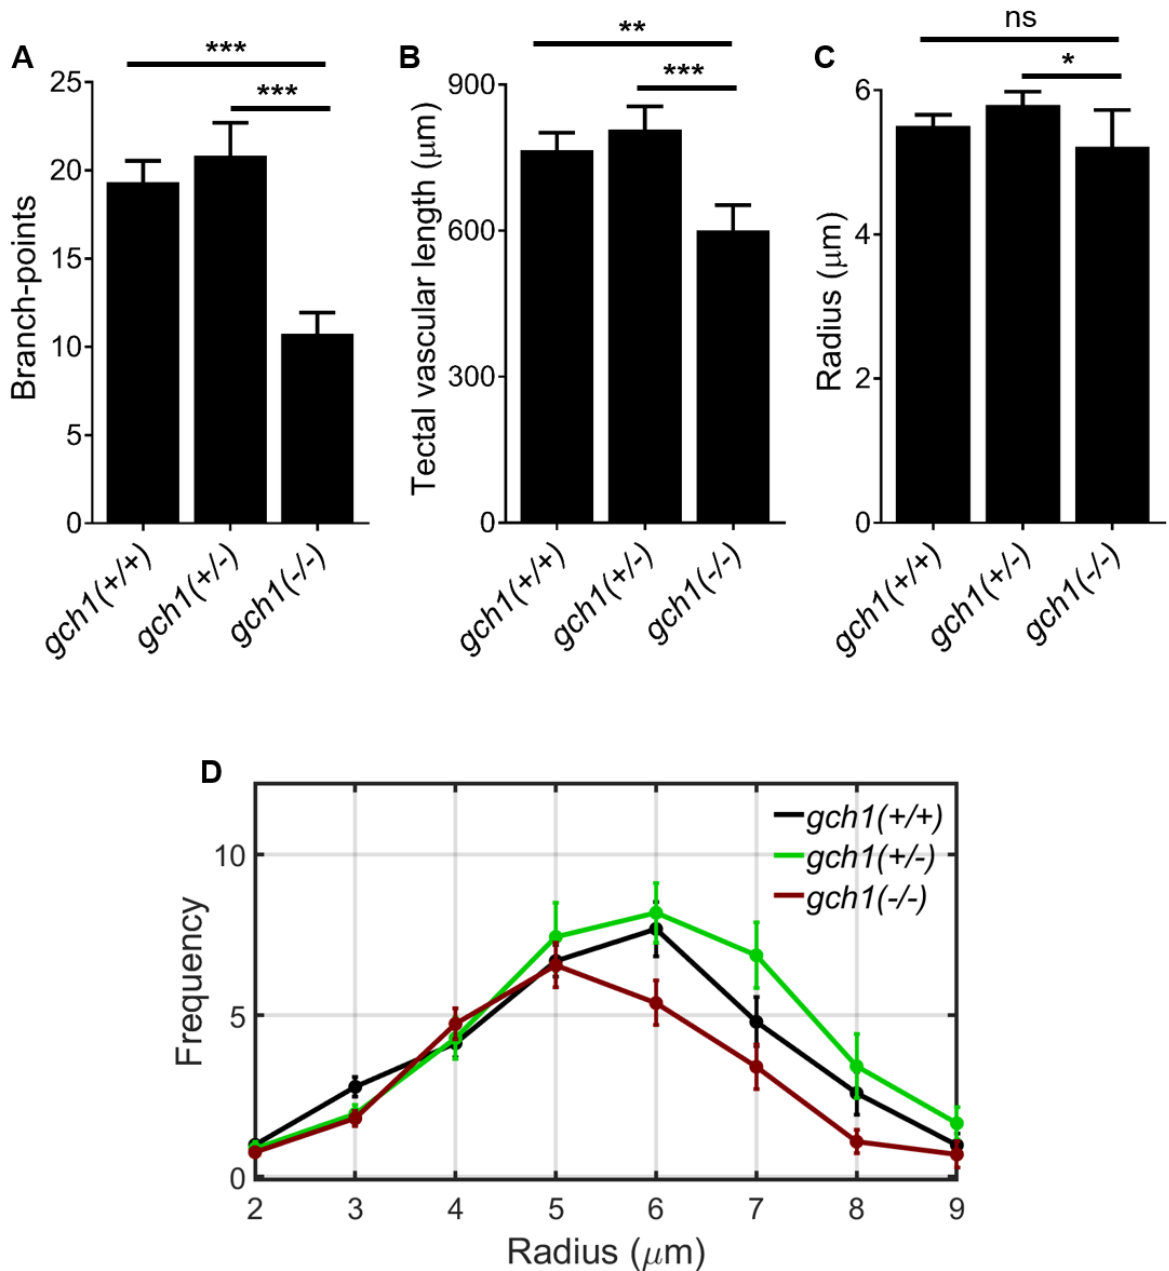 A
***
***
25
20
15
10
5
0
Branch-points
gch1(+/+)
gch1(+/-)
gch1(-/-)
B
**
***
900
600
300
0
Tectal vascular length (μm)
gch1(+/+)
gch1(+/-)
gch1(-/-)
C
ns
*
6
4
2
0
Radius (μm)
gch1(+/+)
gch1(+/-)
gch1(-/-)
D
gch1(+/+)
gch1(+/-)
gch1(-/-)
10
5
0
Frequency
2 3 4 5 6 7 8 9
Radius (μm)